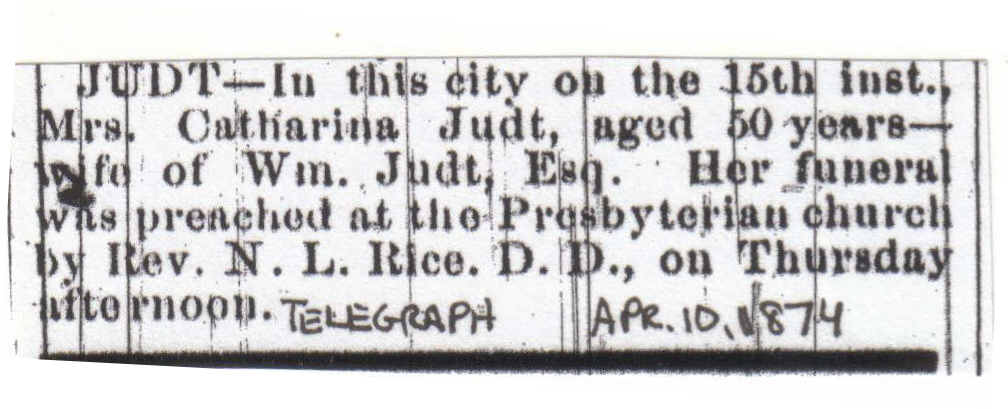 JUDT—In this city on the 15th inst.,
Mrs. Catharina Judt, aged 50 years—
wife of Wm. Judt, Esq. Her funeral
was preached at the Presbyterian church
by Rev. N. L. Rice. D. D., on Thursday
afternoon. TELEGRAPH APR. 10, 1874